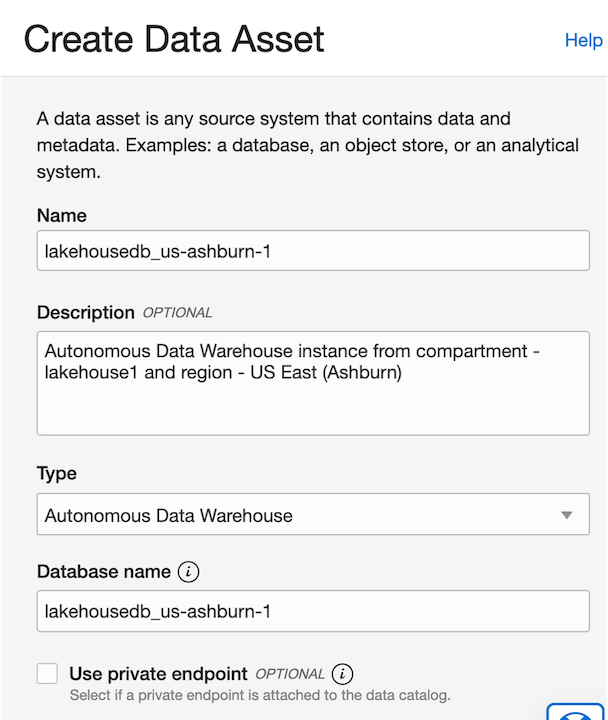 Create Data Asset
Help
A data asset is any source system that contains data and
metadata. Examples: a database, an object store, or an analytical
system.
Name
lakehousedb_us-ashburn-1
Description OPTIONAL
Autonomous Data Warehouse instance from compartment -
lakehouse1 and region - US East (Ashburn)
Type
Autonomous Data Warehouse
Database name i
lakehousedb_us-ashburn-1
Use private endpoint OPTIONAL i
Select if a private endpoint is attached to the data catalog.